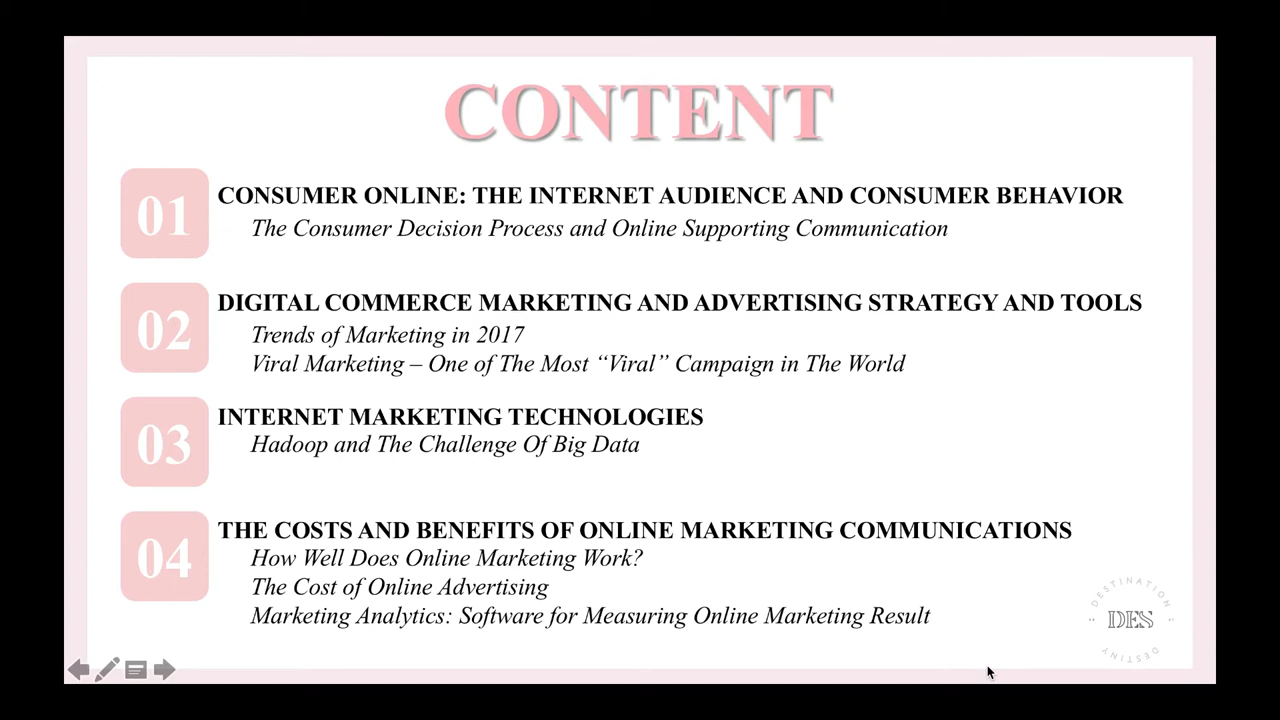 CONTENT
01
CONSUMER ONLINE: THE INTERNET AUDIENCE AND CONSUMER BEHAVIOR
The Consumer Decision Process and Online Supporting Communication
02
DIGITAL COMMERCE MARKETING AND ADVERTISING STRATEGY AND TOOLS
Trends of Marketing in 2017
Viral Marketing – One of The Most “Viral” Campaign in The World
03
INTERNET MARKETING TECHNOLOGIES
Hadoop and The Challenge Of Big Data
04
THE COSTS AND BENEFITS OF ONLINE MARKETING COMMUNICATIONS
How Well Does Online Marketing Work?
The Cost of Online Advertising
Marketing Analytics: Software for Measuring Online Marketing Result
DESTINATION
DES
DESTINY